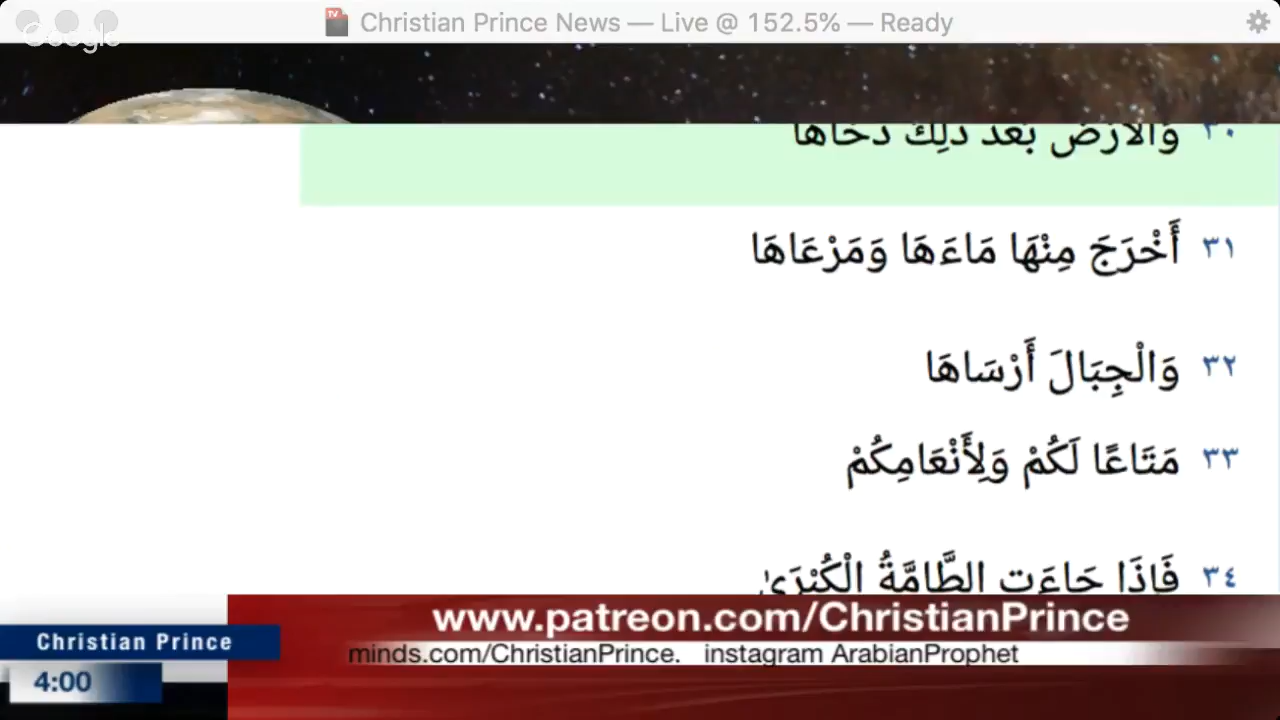 Christian Prince News — Live @ 152.5% — Ready
Google
٣٠ وَالْأَرْضَ بَعْدَ ذَٰلِكَ دَحَاهَا
٣١ أَخْرَجَ مِنْهَا مَاءَهَا وَمَرْعَاهَا
٣٢ وَالْجِبَالَ أَرْسَاهَا
٣٣ مَتَاعًا لَكُمْ وَلِأَنْعَامِكُمْ
٣٤ فَإِذَا جَاءَتِ الطَّامَّةُ الْكُبْرَىٰ
www.patreon.com/ChristianPrince
Christian Prince
minds.com/ChristianPrince. instagram ArabianProphet
4:00